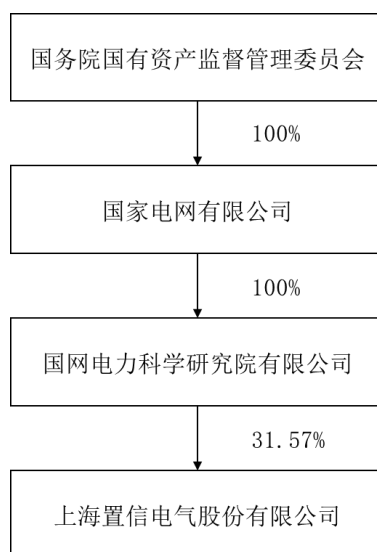 国务院国有资产监督管理委员会
100%
国家电网有限公司
100%
国网电力科学研究院有限公司
31.57%
上海置信电气股份有限公司